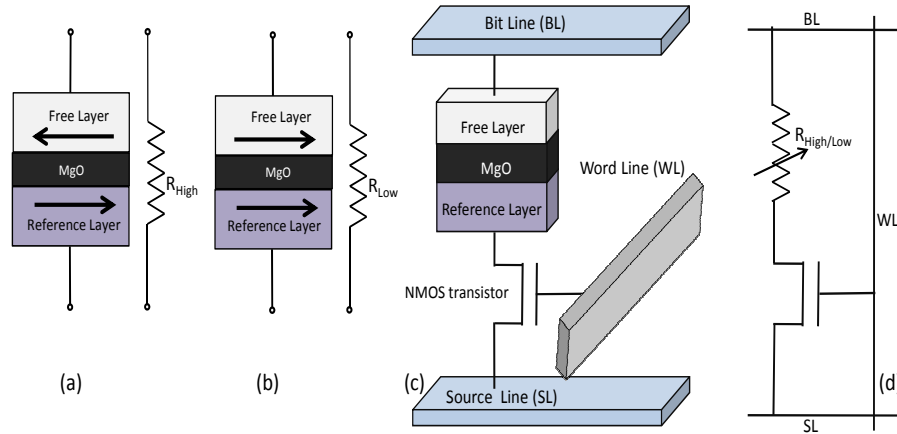 Free Layer
MgO
Reference Layer
R_High
(a)
Free Layer
MgO
Reference Layer
R_Low
(b)
Bit Line (BL)
Free Layer
MgO
Reference Layer
Word Line (WL)
NMOS transistor
Source Line (SL)
(c)
BL
R_High/Low
WL
SL
(d)